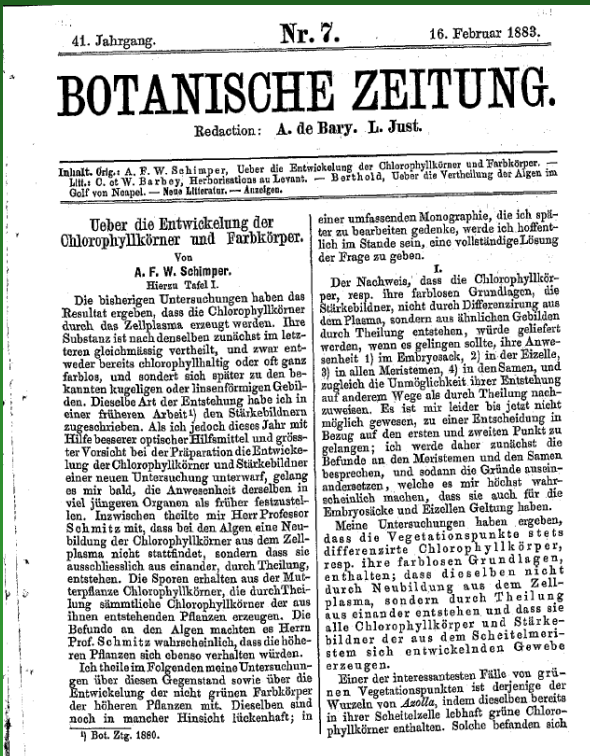 41. Jahrgang.
Nr. 7.
16. Februar 1883.
BOTANISCHE ZEITUNG.
Redaction: A. de Bary. L. Just.
Inhalt. Orig.: A. F. W. Schimper, Ueber die Entwickelung der Chlorophyllkörner und Farbkörper. —
Litt.: C. et W. Barbey, Herborisations au Levant. — Berthold, Ueber die Vertheilung der Algen im
Golf von Neapel. — Neue Litteratur. — Anzeigen.
Ueber die Entwickelung der
Chlorophyllkörner und Farbkörper.
Von
A. F. W. Schimper.
Hierzu Tafel I.
Die bisherigen Untersuchungen haben das
Resultat ergeben, dass die Chlorophyllkörner
durch das Zellplasma erzeugt werden. Ihre
Substanz ist nach denselben zunächst im letz-
teren gleichmässig vertheilt, und zwar ent-
weder bereits chlorophyllhaltig oft ganz
farblos, und sondert sich später zu den be-
kannten kugeligen oder linsenförmigen Gebil-
den. Dieselbe Art der Entstehung habe ich in
einer früheren Arbeit¹) den Stärkebildnern
zugeschrieben. Als ich jedoch dieses Jahr mit
Hilfe besserer optischer Hilfsmittel und gröss-
ter Vorsicht bei der Präparation die Entwicke-
lung der Chlorophyllkörner und Stärkebildner
einer neuen Untersuchung unterwarf, gelang
es mir bald, die Anwesenheit derselben in
viel jüngeren Organen als früher festzustel-
len. Inzwischen theilte mir Herr Professor
Schmitz mit, dass bei den Algen eine Neu-
bildung der Chlorophyllkörner aus dem Zell-
plasma nicht stattfindet, sondern dass sie
ausschliesslich aus einander, durch Theilung,
entstehen. Die Sporen erhalten aus der Mut-
terpflanze Chlorophyllkörner, die durch Thei-
lung sämmtliche Chlorophyllkörner der aus
ihnen entstehenden Pflanzen erzeugen. Die
Befunde an den Algen machten es Herrn
Prof. Schmitz wahrscheinlich, dass die höhe-
ren Pflanzen sich ebenso verhalten würden.
Ich theile im Folgenden meine Untersuchun-
gen über diesen Gegenstand sowie über die
Entwickelung der nicht grünen Farbkörper
der höheren Pflanzen mit. Dieselben sind
noch in mancher Hinsicht lückenhaft; in
¹) Bot. Ztg. 1880.
einer umfassenden Monographie, die ich spä-
ter zu bearbeiten gedenke, werde ich hoffent-
lich im Stande sein, eine vollständige Lösung
der Frage zu geben.
I.
Der Nachweis, dass die Chlorophyllkör-
per, resp. ihre farblosen Grundlagen, die
Stärkebildner, nicht durch Differenzirung aus
dem Plasma, sondern aus ähnlichen Gebilden
durch Theilung entstehen, würde geliefert
werden, wenn es gelingen sollte, ihre Anwe-
senheit 1) im Embryosack, 2) in der Eizelle,
3) in allen Meristemen, 4) in den Samen, und
zugleich die Unmöglichkeit ihrer Entstehung
auf anderem Wege als durch Theilung nach-
zuweisen. Es ist mir leider bis jetzt nicht
möglich gewesen, zu einer Entscheidung in
Bezug auf den ersten und zweiten Punkt zu
gelangen; ich werde daher zunächst die
Befunde an den Meristemen und den Samen
besprechen, und sodann die Gründe ausein-
andersetzen, welche es mir höchst wahr-
scheinlich machen, dass sie auch für die
Embryosäcke und Eizellen Geltung haben.
Meine Untersuchungen haben ergeben,
dass die Vegetationspunkte stets
differenzirte Chlorophyllkörper,
resp. ihre farblosen Grundlagen,
enthalten; dass dieselben nicht
durch Neubildung aus dem Zell-
plasma, sondern durch Theilung
aus einander entstehen und dass sie
alle Chlorophyllkörper und Stärke-
bildner der aus dem Scheitelmeri-
stem sich entwickelnden Gewebe
erzeugen.
Einer der interessantesten Fälle von grü-
nen Vegetationspunkten ist derjenige der
Wurzeln von Azolla, indem dieselben bereits
in ihrer Scheitelzelle lebhaft grüne Chloro-
phyllkörner enthalten. Solche befinden sich